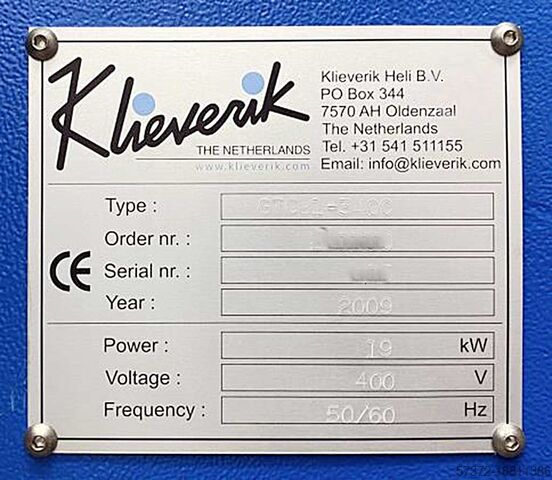 Klieverik
THE NETHERLANDS
www.klieverik.com
Klieverik Heli B.V.
PO Box 344
7570 AH Oldenzaal
The Netherlands
Tel. +31 541 511155
Email: info@klieverik.com
CE
Type :
Order nr. :
Serial nr. :
Year : 2009
Power : 19 kW
Voltage : 400 V
Frequency : 50/60 Hz